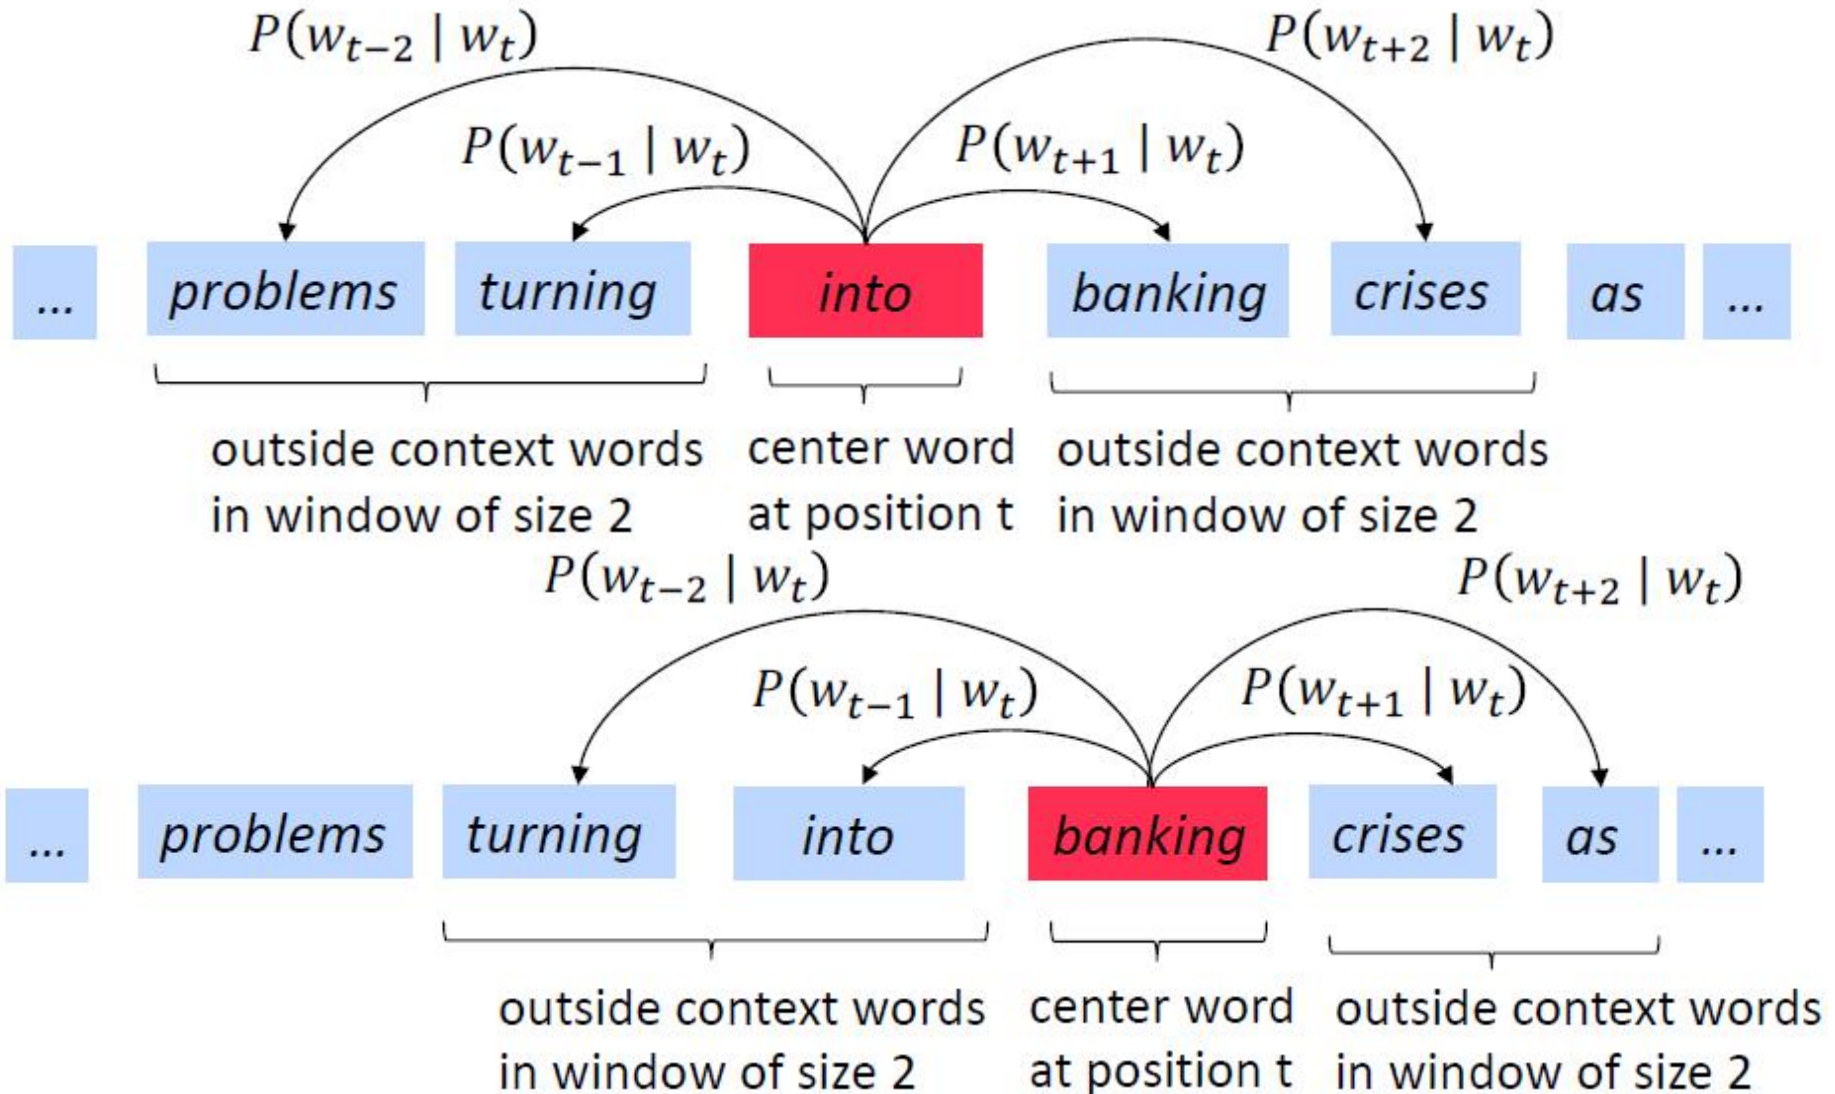 P(w_{t-2} | w_t) P(w_{t+2} | w_t)
P(w_{t-1} | w_t) P(w_{t+1} | w_t)
... problems turning into banking crises as ...
outside context words center word outside context words
in window of size 2 at position t in window of size 2
P(w_{t-2} | w_t) P(w_{t+2} | w_t)
P(w_{t-1} | w_t) P(w_{t+1} | w_t)
... problems turning into banking crises as ...
outside context words center word outside context words
in window of size 2 at position t in window of size 2